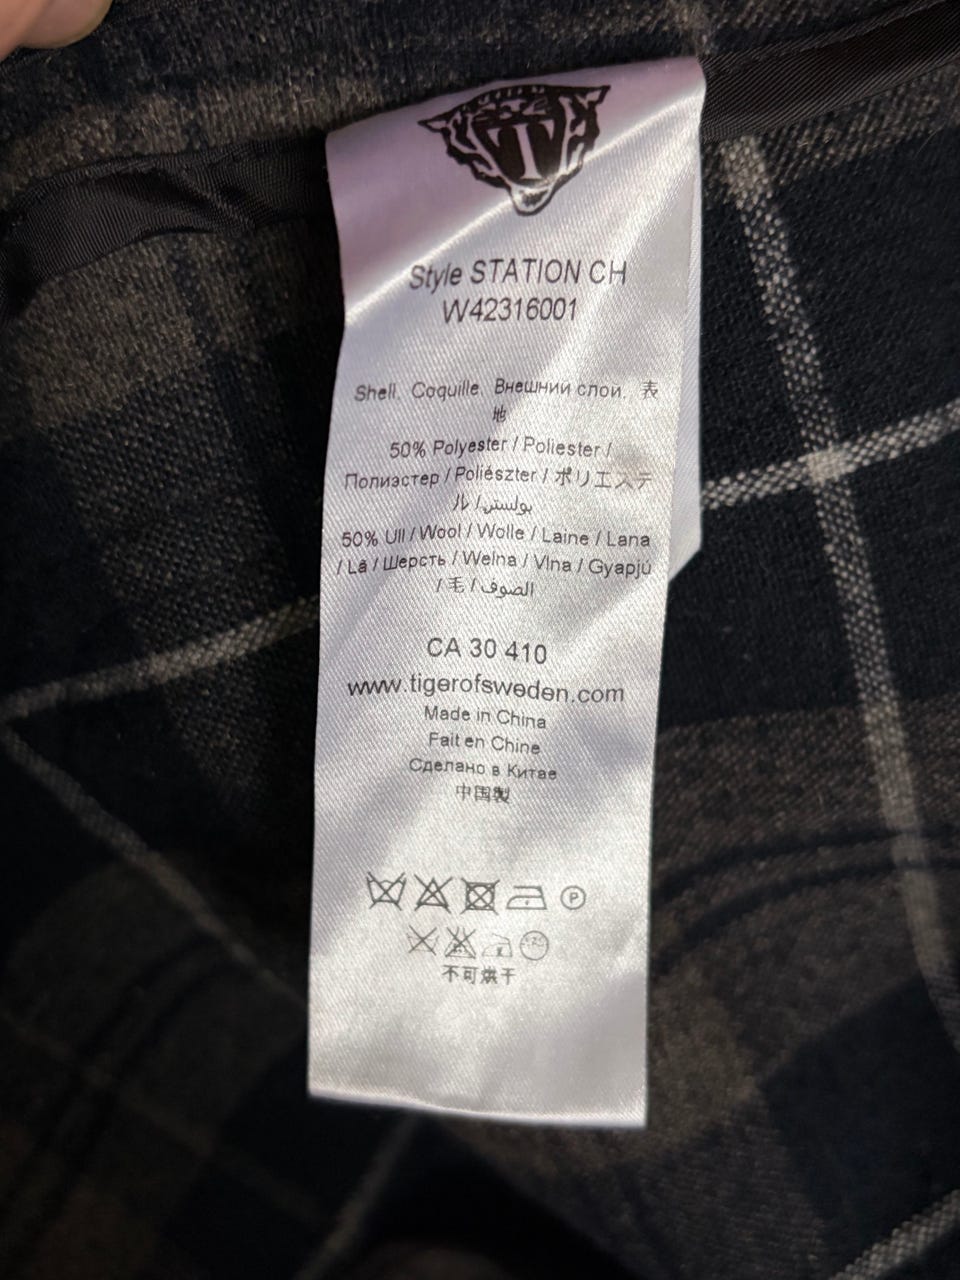 T
Style STATION CH
W42316001
Shell, Coquille, Внешний слой, 表
地
50% Polyester / Poliester /
Полиэстер / Poliészter / ポリエステ
ル / بولستر
50% Ull / Wool / Wolle / Laine / Lana
/ Lã / Шерсть / Wełna / Vlna / Gyapjú
/ 毛 / الصوف
CA 30 410
www.tigerofsweden.com
Made in China
Fait en Chine
Сделано в Китае
中国製
P
不可烘干